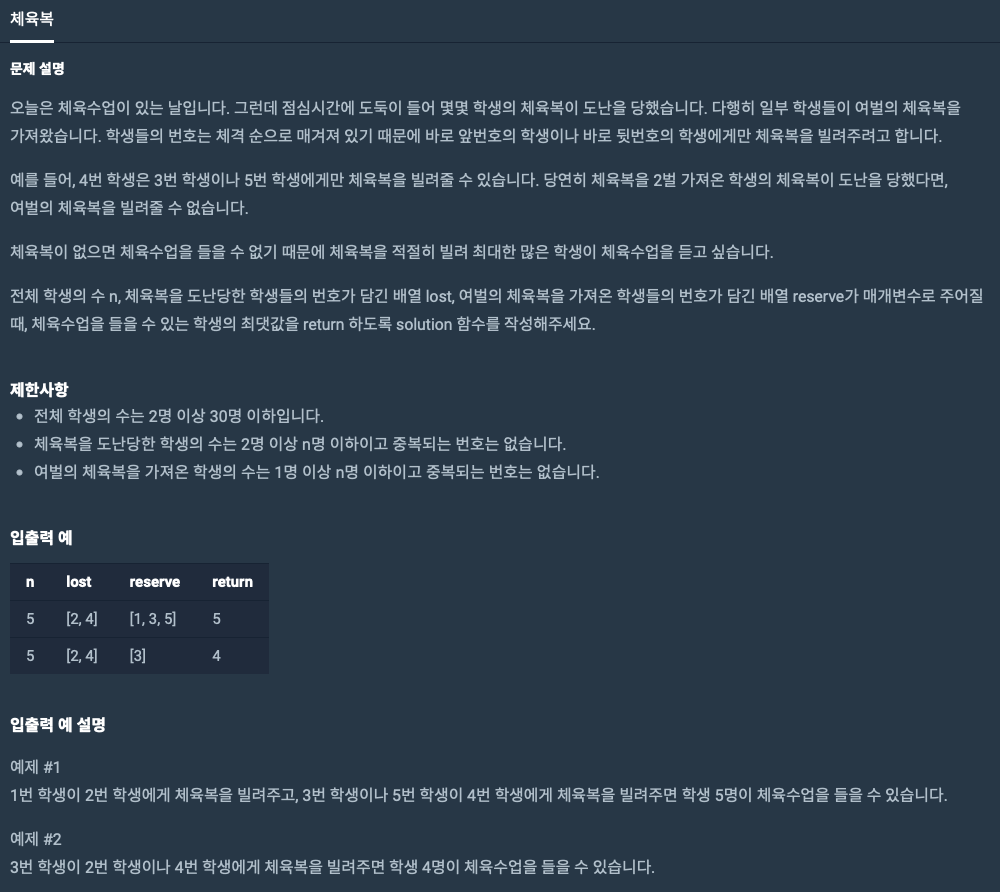 체육복
문제 설명
오늘은 체육수업이 있는 날입니다. 그런데 점심시간에 도둑이 들어 몇몇 학생의 체육복이 도난을 당했습니다. 다행히 일부 학생들이 여벌의 체육복을
가져왔습니다. 학생들의 번호는 체격 순으로 매겨져 있기 때문에 바로 앞번호의 학생이나 바로 뒷번호의 학생에게만 체육복을 빌려주려고 합니다.
예를 들어, 4번 학생은 3번 학생이나 5번 학생에게만 체육복을 빌려줄 수 있습니다. 당연히 체육복을 2벌 가져온 학생의 체육복이 도난을 당했다면,
여벌의 체육복을 빌려줄 수 없습니다.
체육복이 없으면 체육수업을 들을 수 없기 때문에 체육복을 적절히 빌려 최대한 많은 학생이 체육수업을 듣고 싶습니다.
전체 학생의 수 n, 체육복을 도난당한 학생들의 번호가 담긴 배열 lost, 여벌의 체육복을 가져온 학생들의 번호가 담긴 배열 reserve가 매개변수로 주어질
때, 체육수업을 들을 수 있는 학생의 최댓값을 return 하도록 solution 함수를 작성해주세요.
제한사항
• 전체 학생의 수는 2명 이상 30명 이하입니다.
• 체육복을 도난당한 학생의 수는 2명 이상 n명 이하이고 중복되는 번호는 없습니다.
• 여벌의 체육복을 가져온 학생의 수는 1명 이상 n명 이하이고 중복되는 번호는 없습니다.
입출력 예
n lost reserve return
5 [2, 4] [1, 3, 5] 5
5 [2, 4] [3] 4
입출력 예 설명
예제 #1
1번 학생이 2번 학생에게 체육복을 빌려주고, 3번 학생이나 5번 학생이 4번 학생에게 체육복을 빌려주면 학생 5명이 체육수업을 들을 수 있습니다.
예제 #2
3번 학생이 2번 학생이나 4번 학생에게 체육복을 빌려주면 학생 4명이 체육수업을 들을 수 있습니다.